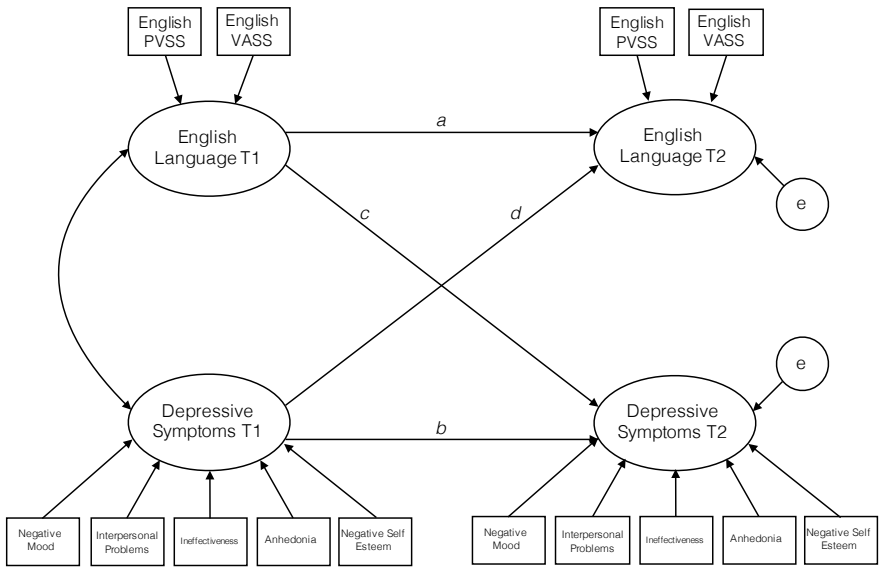 English
PVSS
English
VASS
English
PVSS
English
VASS
English
Language T1
a
English
Language T2
e
c
d
e
Depressive
Symptoms T1
b
Depressive
Symptoms T2
Negative
Mood
Interpersonal
Problems
Ineffectiveness
Anhedonia
Negative Self
Esteem
Negative
Mood
Interpersonal
Problems
Ineffectiveness
Anhedonia
Negative Self
Esteem